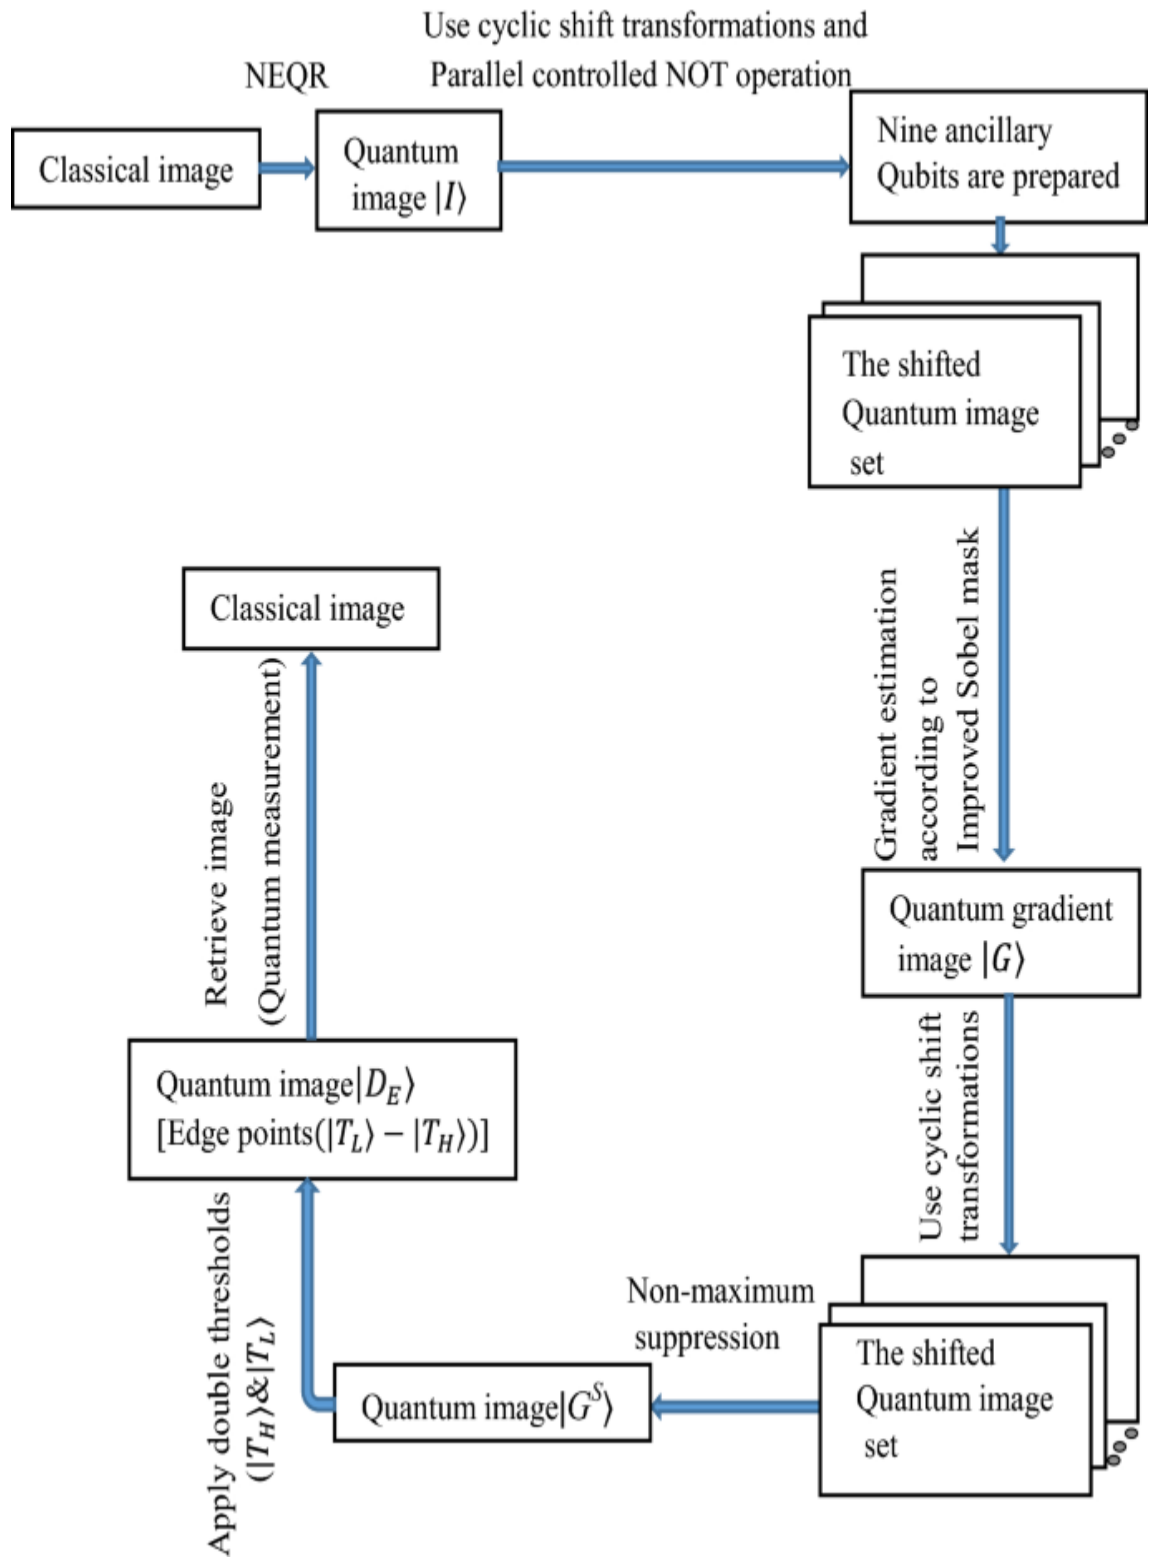 Use cyclic shift transformations and
NEQR
Parallel controlled NOT operation
Classical image
Quantum
image |I⟩
Nine ancillary
Qubits are prepared
The shifted
Quantum image
set
Gradient estimation
according to
Improved Sobel mask
Quantum gradient
image |G⟩
Use cyclic shift
transformations
The shifted
Quantum image
set
Non-maximum
suppression
Quantum image|G^S⟩
Apply double thresholds
(|T_H⟩&|T_L⟩
Quantum image|D_E⟩
[Edge points(|T_L⟩ − |T_H⟩)]
Retrieve image
(Quantum measurement)
Classical image